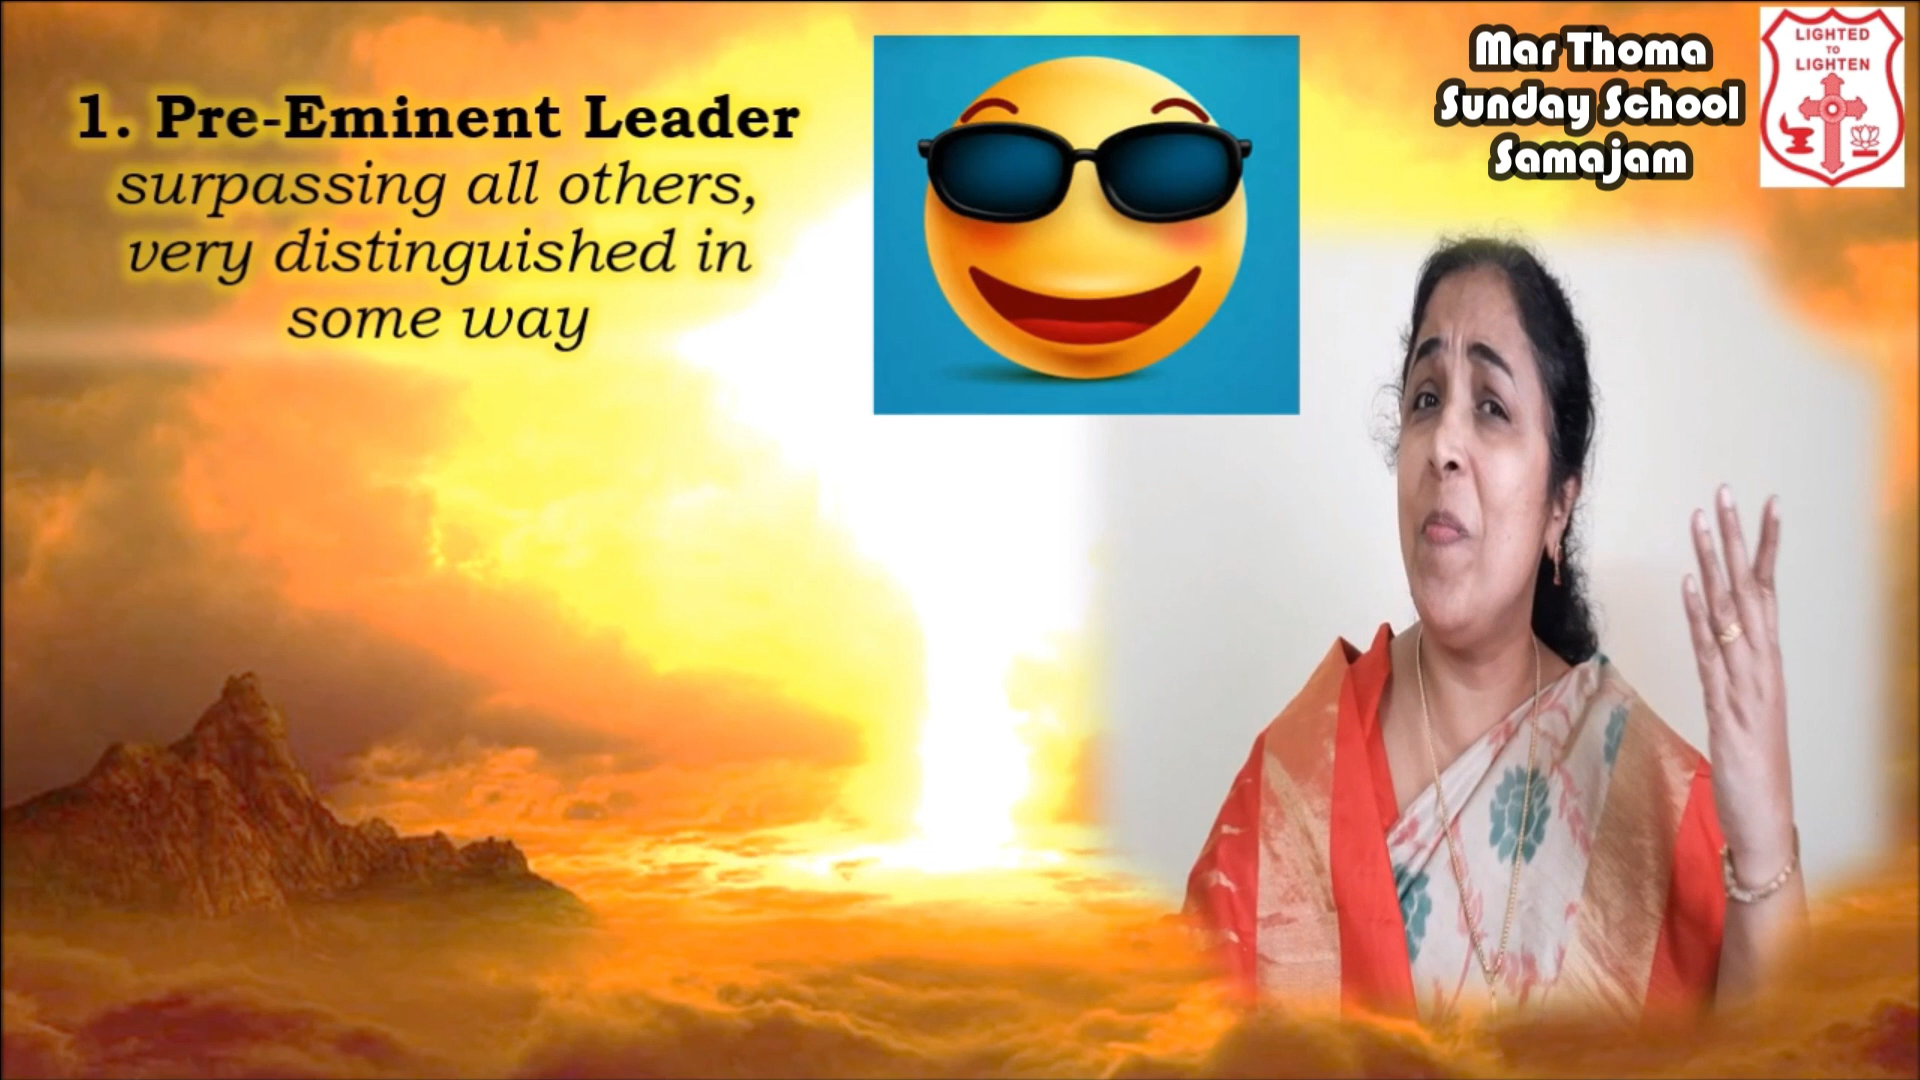 1. Pre-Eminent Leader
surpassing all others,
very distinguished in
some way
Mar Thoma
Sunday School
Samajam
LIGHTED
TO
LIGHTEN